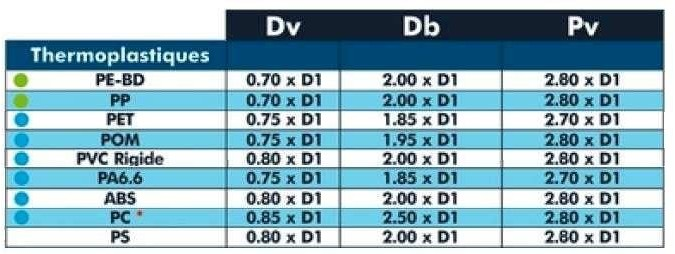 Dv Db Pv
Thermoplastiques
PE-BD 0.70 x D1 2.00 x D1 2.80 x D1
PP 0.70 x D1 2.00 x D1 2.80 x D1
PET 0.75 x D1 1.85 x D1 2.70 x D1
POM 0.75 x D1 1.95 x D1 2.80 x D1
PVC Rigide 0.80 x D1 2.00 x D1 2.80 x D1
PA6.6 0.75 x D1 1.85 x D1 2.70 x D1
ABS 0.80 x D1 2.00 x D1 2.80 x D1
PC * 0.85 x D1 2.50 x D1 2.80 x D1
PS 0.80 x D1 2.00 x D1 2.80 x D1